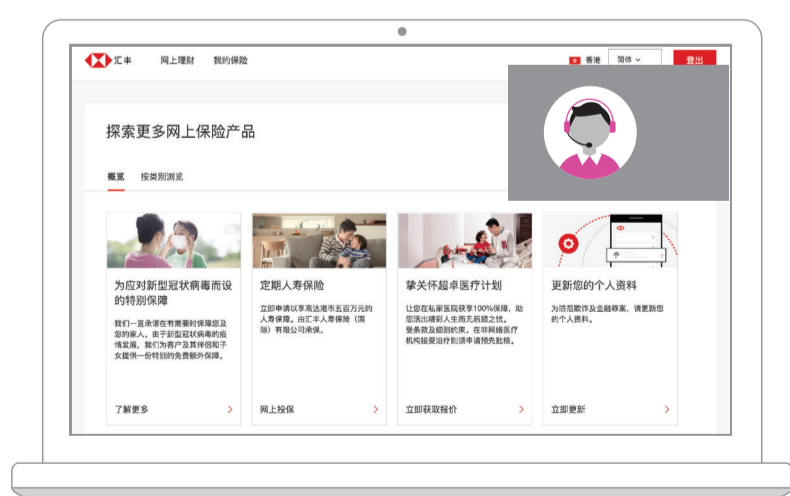 汇丰 网上理财 我的保险 香港 简体 登出
探索更多网上保险产品
概览 按类别浏览
为应对新型冠状病毒而设
的特别保障
我们一直承诺在有需要时保障您及
您的家人。由于新型冠状病毒的疫
情发展，我们为客户及其伴侣和子
女提供一份特别的免费额外保障。
了解更多
定期人寿保险
立即申请以享高达港币五百万元的
人寿保障。由汇丰人寿保险（国
际）有限公司承保。
网上投保
挚关怀超卓医疗计划
让您在私家医院获享100%保障，助
您活出精彩人生而无后顾之忧。
受条款及细则约束。在非网络医疗
机构接受治疗则须申请预先批核。
立即获取报价
更新您的个人资料
为防范欺诈及金融罪案，请更新您
的个人资料。
立即更新